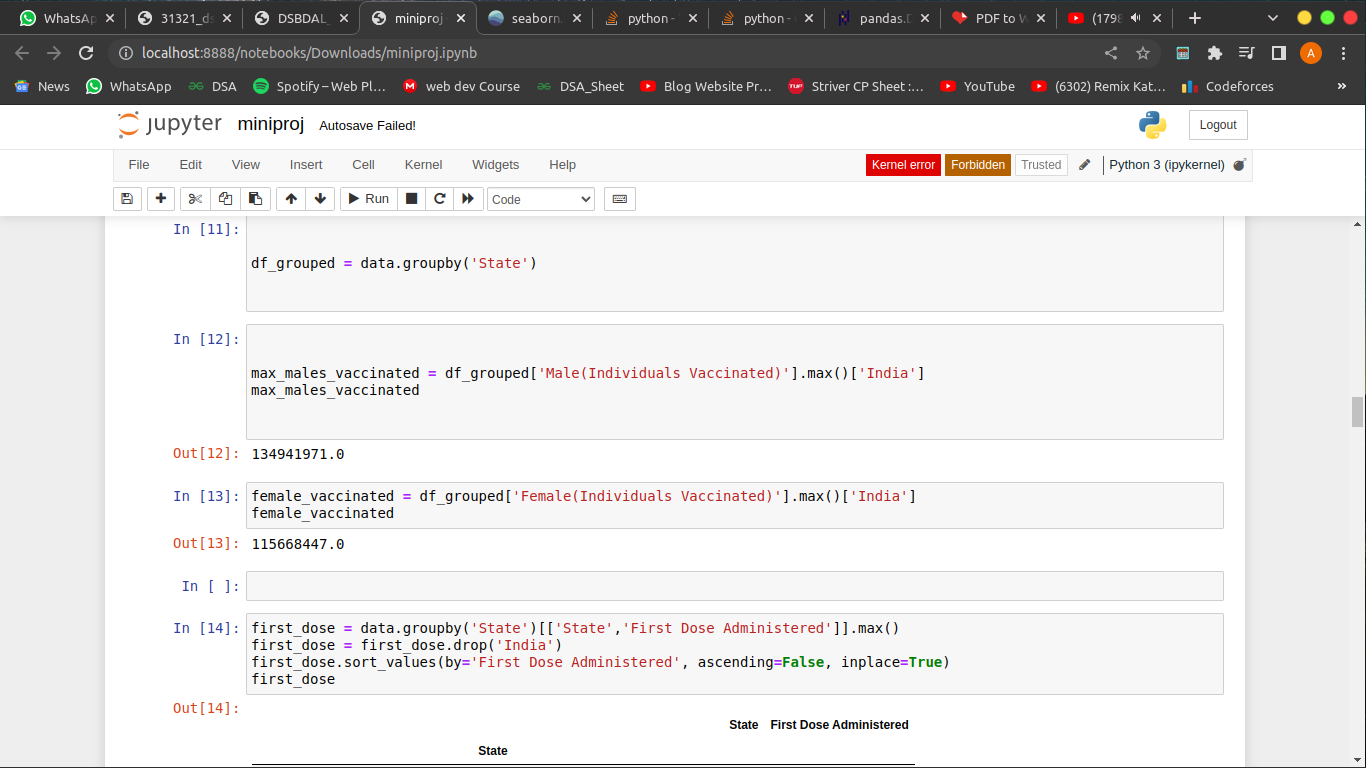 WhatsAp 31321_ds DSBDAL_ miniproj seaborn. python - python - pandas.D PDF to W (1798
localhost:8888/notebooks/Downloads/miniproj.ipynb A
News WhatsApp DSA Spotify – Web Pl… web dev Course DSA_Sheet Blog Website Pr… Striver CP Sheet :… YouTube (6302) Remix Kat… Codeforces »
jupyter miniproj Autosave Failed! Logout
File Edit View Insert Cell Kernel Widgets Help Kernel error Forbidden Trusted Python 3 (ipykernel)
Run Code
In [11]:
df_grouped = data.groupby('State')
In [12]:
max_males_vaccinated = df_grouped['Male(Individuals Vaccinated)'].max()['India']
max_males_vaccinated
Out[12]: 134941971.0
In [13]: female_vaccinated = df_grouped['Female(Individuals Vaccinated)'].max()['India']
female_vaccinated
Out[13]: 115668447.0
In [ ]:
In [14]: first_dose = data.groupby('State')[['State','First Dose Administered']].max()
first_dose = first_dose.drop('India')
first_dose.sort_values(by='First Dose Administered', ascending=False, inplace=True)
first_dose
Out[14]:
State First Dose Administered
State